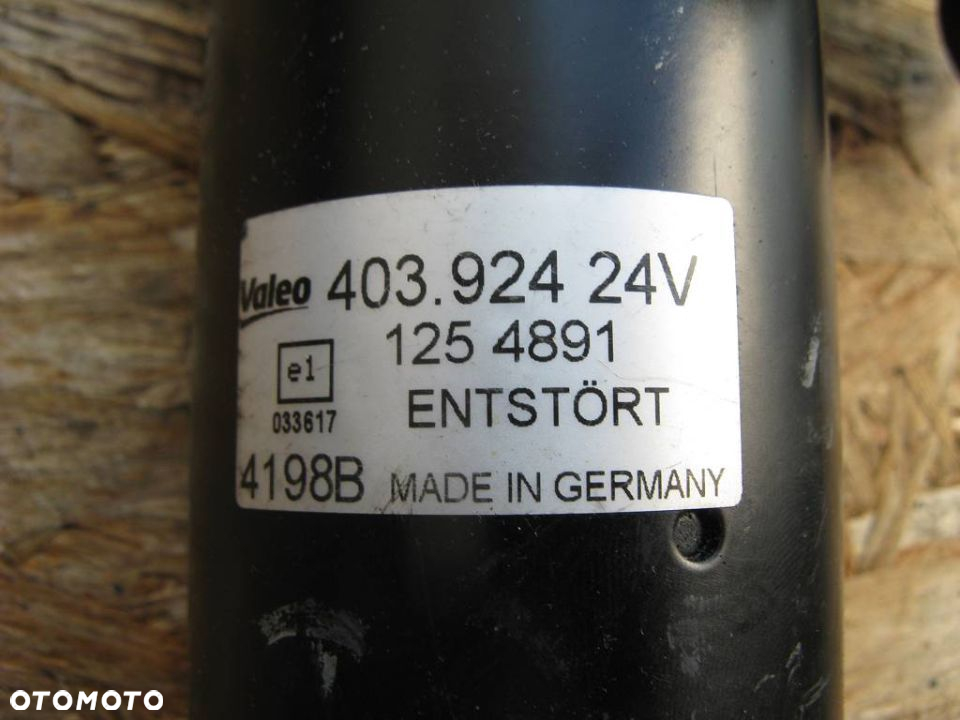 Valeo 403.924 24V
125 4891
e1
ENTSTÖRT
033617
4198B MADE IN GERMANY
OTOMOTO